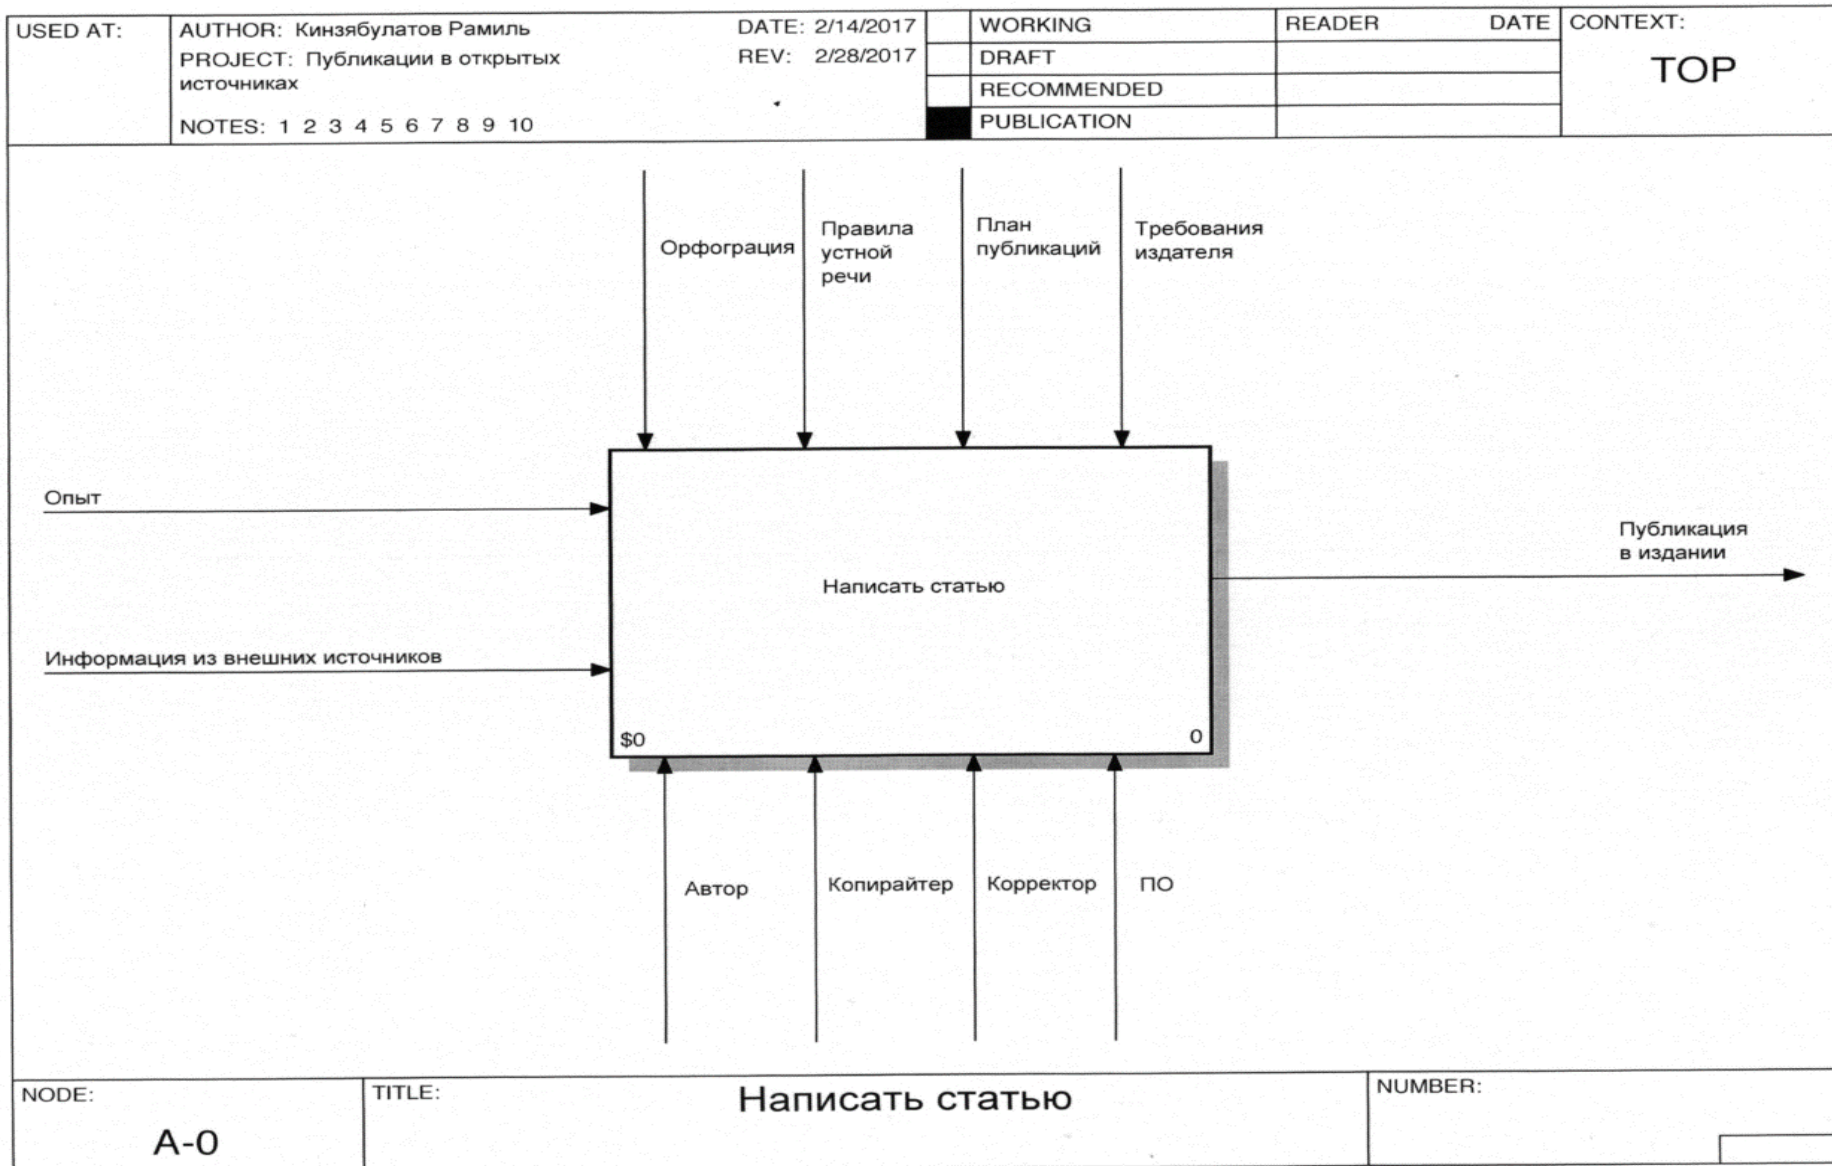 USED AT:
AUTHOR: Кинзябулатов Рамиль
DATE: 2/14/2017
PROJECT: Публикации в открытых
источниках
REV: 2/28/2017
NOTES: 1 2 3 4 5 6 7 8 9 10
WORKING
DRAFT
RECOMMENDED
PUBLICATION
READER DATE
CONTEXT:
TOP
Орфограция
Правила
устной
речи
План
публикаций
Требования
издателя
Опыт
Информация из внешних источников
Написать статью
$0
0
Публикация
в издании
Автор
Копирайтер
Корректор
ПО
NODE:
A-0
TITLE:
Написать статью
NUMBER: